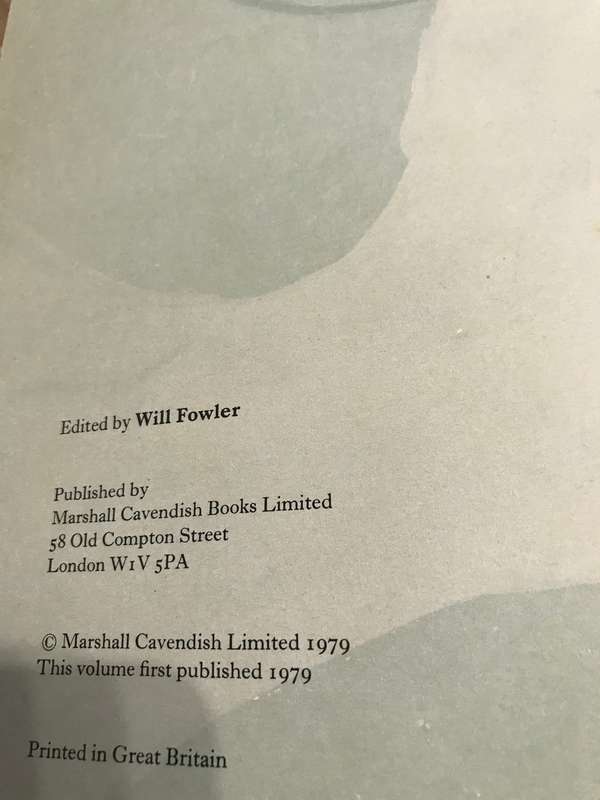 Edited by Will Fowler
Published by
Marshall Cavendish Books Limited
58 Old Compton Street
London W1V 5PA
© Marshall Cavendish Limited 1979
This volume first published 1979
Printed in Great Britain